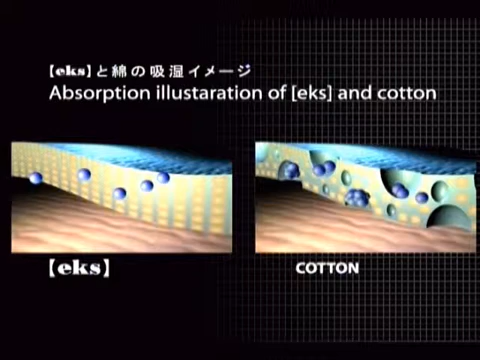 【eks】と綿の吸湿イメージ
Absorption illustaration of [eks] and cotton
【eks】
COTTON